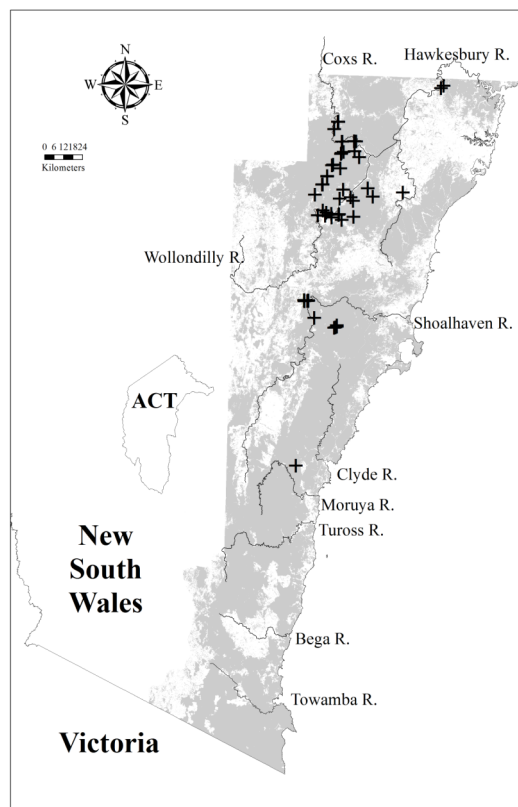 Coxs R.
Hawkesbury R.
N
W E
S
0 6 121824
Kilometers
Wollondilly R.
Shoalhaven R.
ACT
Clyde R.
Moruya R.
Tuross R.
New
South
Wales
Bega R.
Towamba R.
Victoria